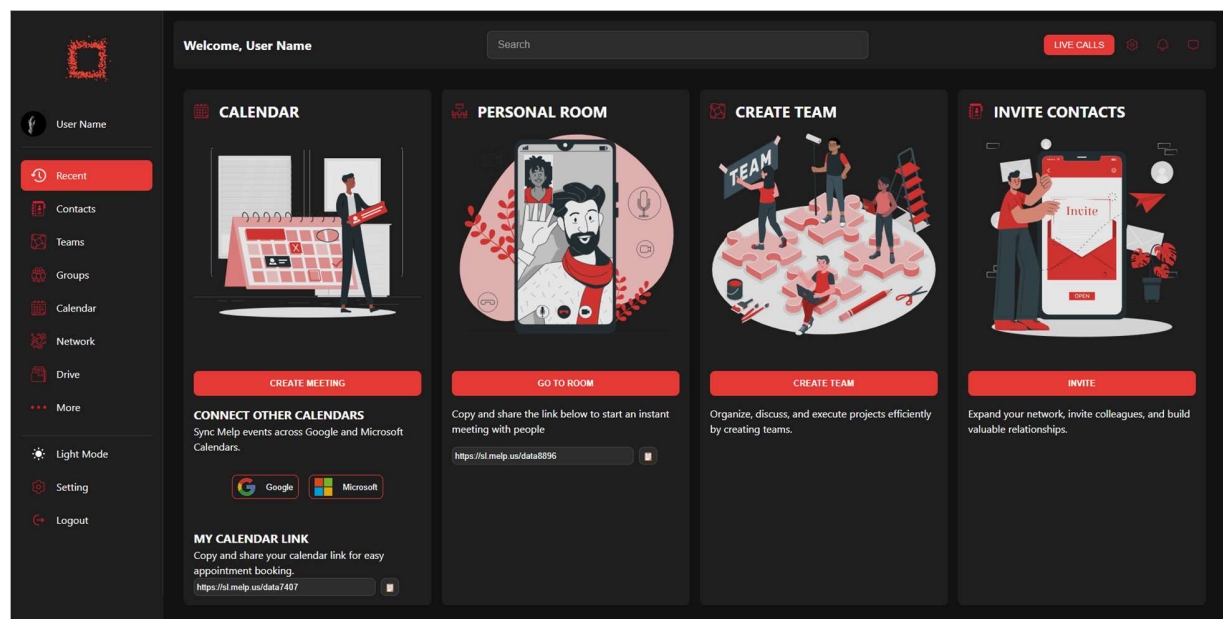 Welcome, User Name
Search
LIVE CALLS
User Name
Recent
Contacts
Teams
Groups
Calendar
Network
Drive
More
Light Mode
Setting
Logout
CALENDAR
CREATE MEETING
CONNECT OTHER CALENDARS
Sync Melp events across Google and Microsoft
Calendars.
Google
Microsoft
MY CALENDAR LINK
Copy and share your calendar link for easy
appointment booking.
https://sl.melp.us/data7407
PERSONAL ROOM
GO TO ROOM
Copy and share the link below to start an instant
meeting with people
https://sl.melp.us/data8896
CREATE TEAM
TEAM
CREATE TEAM
Organize, discuss, and execute projects efficiently
by creating teams.
INVITE CONTACTS
Invite
OPEN
INVITE
Expand your network, invite colleagues, and build
valuable relationships.